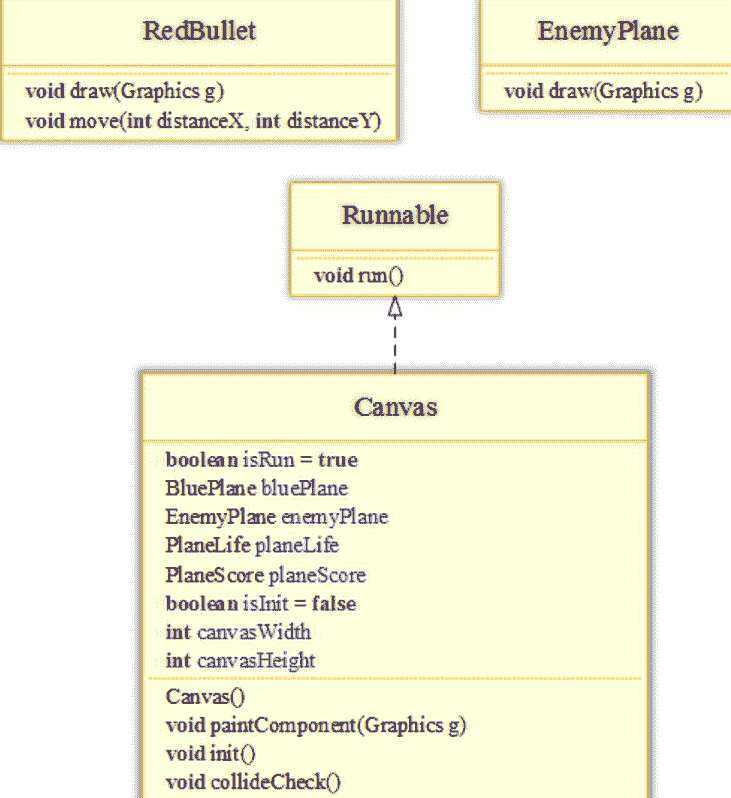 RedBullet
void draw(Graphics g)
void move(int distanceX, int distanceY)
EnemyPlane
void draw(Graphics g)
Runnable
void run()
Canvas
boolean isRun = true
BluePlane bluePlane
EnemyPlane enemyPlane
PlaneLife planeLife
PlaneScore planeScore
boolean isInit = false
int canvasWidth
int canvasHeight
Canvas()
void paintComponent(Graphics g)
void init()
void collideCheck()